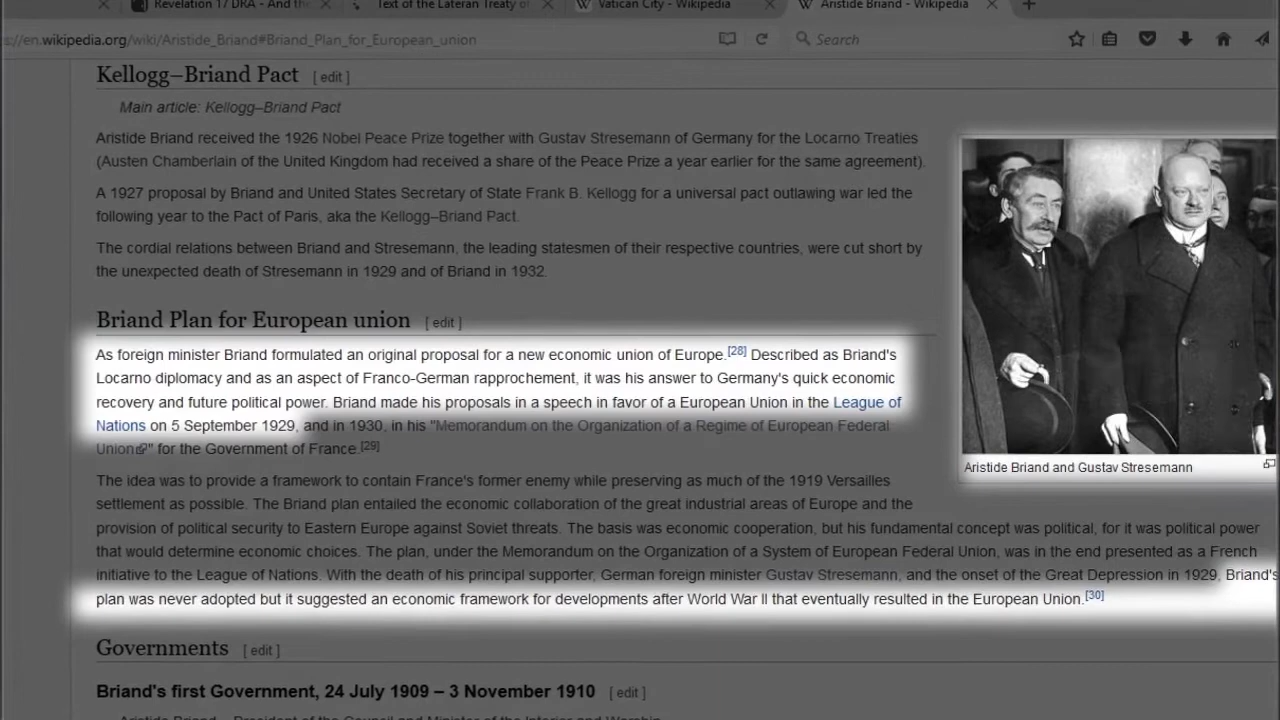 Revelation 17 DRA - And the
Text of the Lateran Treaty of
Vatican City - Wikipedia
Aristide Briand - Wikipedia
s://en.wikipedia.org/wiki/Aristide_Briand#Briand_Plan_for_European_union
Search
Kellogg–Briand Pact [ edit ]
Main article: Kellogg–Briand Pact
Aristide Briand received the 1926 Nobel Peace Prize together with Gustav Stresemann of Germany for the Locarno Treaties
(Austen Chamberlain of the United Kingdom had received a share of the Peace Prize a year earlier for the same agreement).
A 1927 proposal by Briand and United States Secretary of State Frank B. Kellogg for a universal pact outlawing war led the
following year to the Pact of Paris, aka the Kellogg–Briand Pact.
The cordial relations between Briand and Stresemann, the leading statesmen of their respective countries, were cut short by
the unexpected death of Stresemann in 1929 and of Briand in 1932.
Briand Plan for European union [ edit ]
As foreign minister Briand formulated an original proposal for a new economic union of Europe.[28] Described as Briand's
Locarno diplomacy and as an aspect of Franco-German rapprochement, it was his answer to Germany's quick economic
recovery and future political power. Briand made his proposals in a speech in favor of a European Union in the League of
Nations on 5 September 1929, and in 1930, in his "Memorandum on the Organization of a Regime of European Federal
Union" for the Government of France.[29]
Aristide Briand and Gustav Stresemann
The idea was to provide a framework to contain France's former enemy while preserving as much of the 1919 Versailles
settlement as possible. The Briand plan entailed the economic collaboration of the great industrial areas of Europe and the
provision of political security to Eastern Europe against Soviet threats. The basis was economic cooperation, but his fundamental concept was political, for it was political power
that would determine economic choices. The plan, under the Memorandum on the Organization of a System of European Federal Union, was in the end presented as a French
initiative to the League of Nations. With the death of his principal supporter, German foreign minister Gustav Stresemann, and the onset of the Great Depression in 1929, Briand's
plan was never adopted but it suggested an economic framework for developments after World War II that eventually resulted in the European Union.[30]
Governments [ edit ]
Briand's first Government, 24 July 1909 – 3 November 1910 [ edit ]
Aristide Briand – President of the Council and Minister of the Interior and Worship